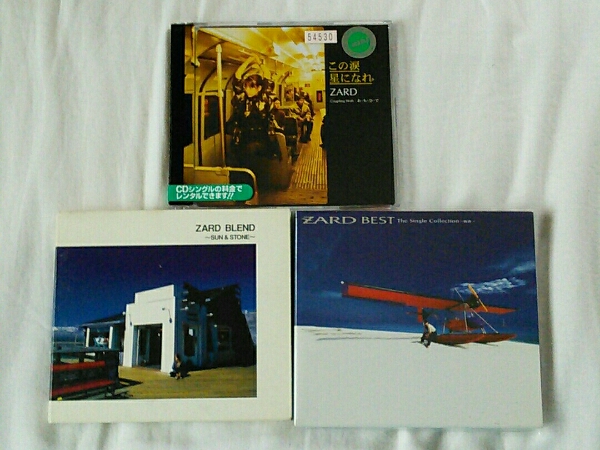 54530
この涙
星になれ
ZARD
CDシングルの料金で
レンタルできます!!
ZARD BLEND
〜SUN & STONE〜
ZARD BEST The Single Collection